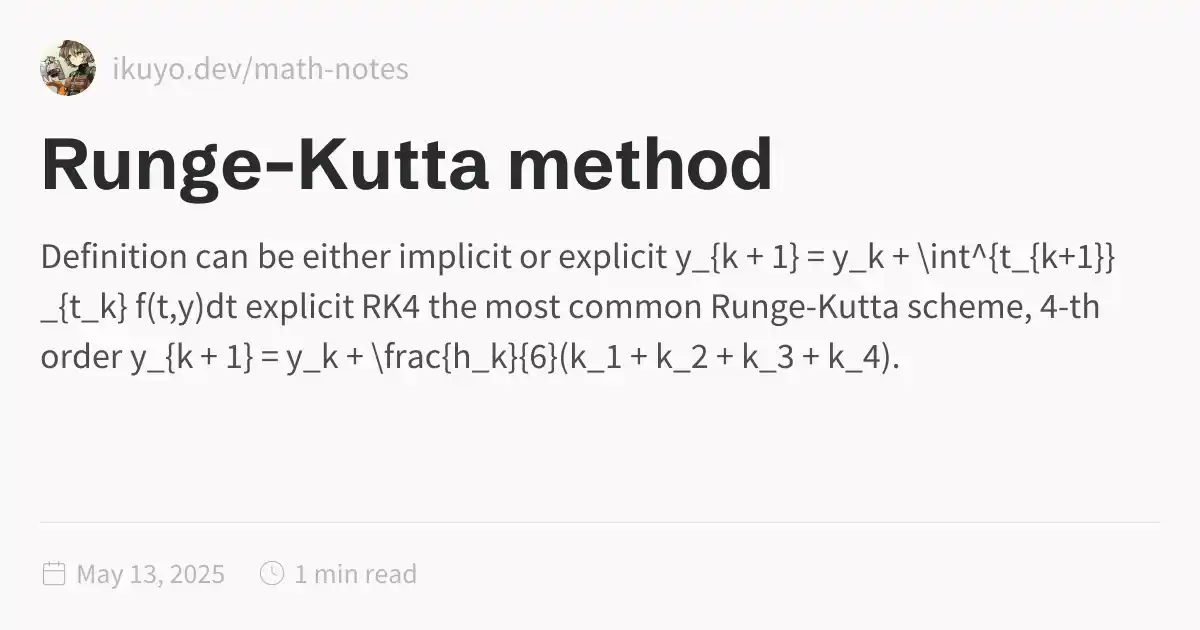 ikuyo.dev/math-notes
Runge-Kutta method
Definition can be either implicit or explicit y_{k + 1} = y_k + \int^{t_{k+1}}
_{t_k} f(t,y)dt explicit RK4 the most common Runge-Kutta scheme, 4-th
order y_{k + 1} = y_k + \frac{h_k}{6}(k_1 + k_2 + k_3 + k_4).
May 13, 2025 1 min read